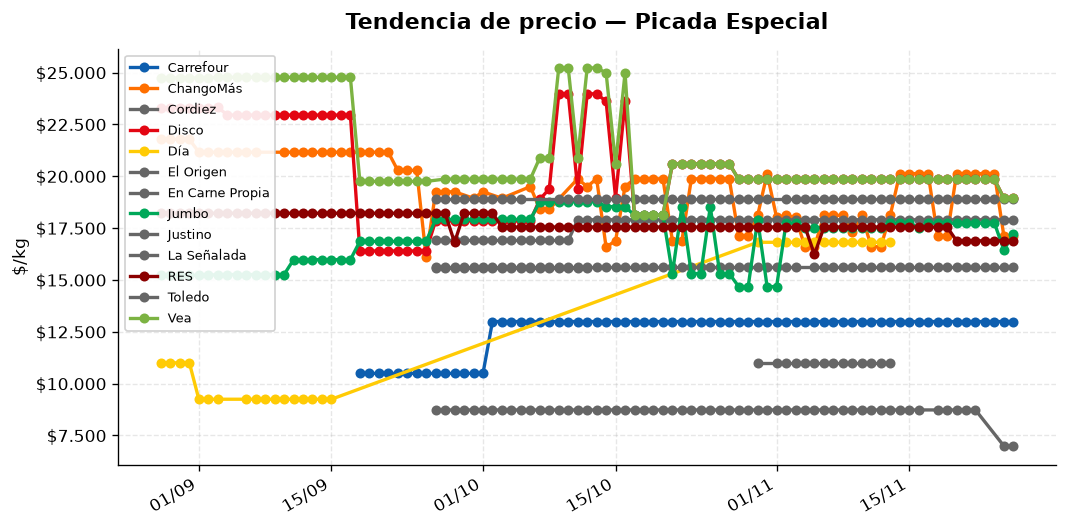 Tendencia de precio — Picada Especial
$/kg
$25.000
$22.500
$20.000
$17.500
$15.000
$12.500
$10.000
$7.500
Carrefour
ChangoMás
Cordiez
Disco
Día
El Origen
En Carne Propia
Jumbo
Justino
La Señalada
RES
Toledo
Vea
01/09
15/09
01/10
15/10
01/11
15/11